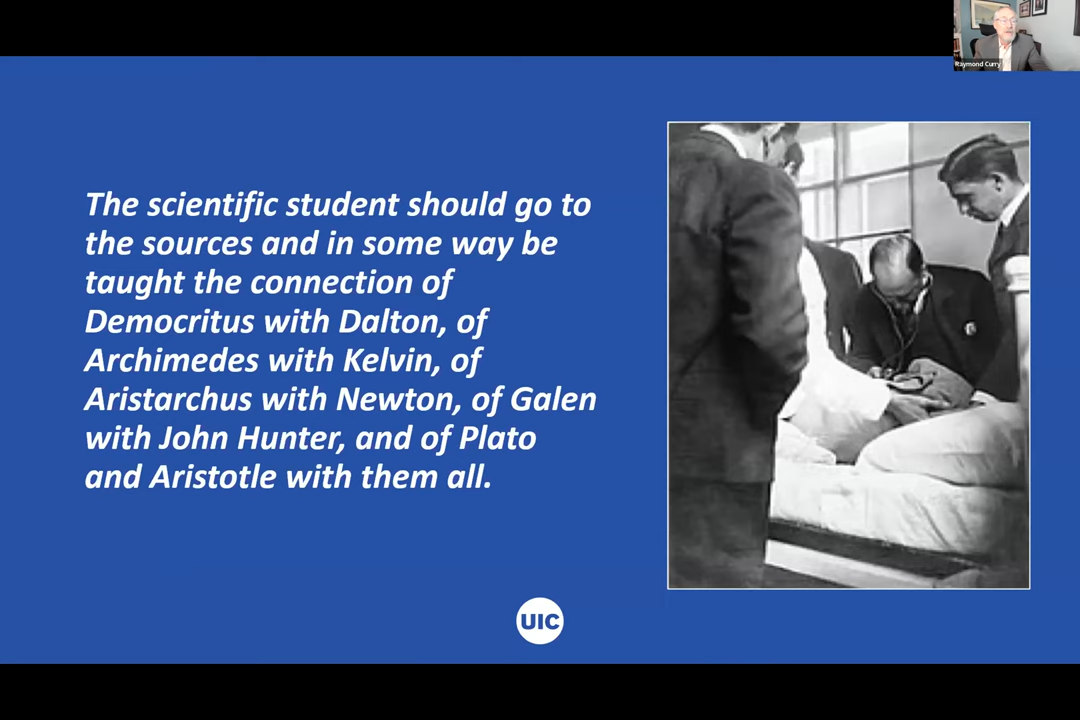 Raymond Curry
The scientific student should go to
the sources and in some way be
taught the connection of
Democritus with Dalton, of
Archimedes with Kelvin, of
Aristarchus with Newton, of Galen
with John Hunter, and of Plato
and Aristotle with them all.
UIC